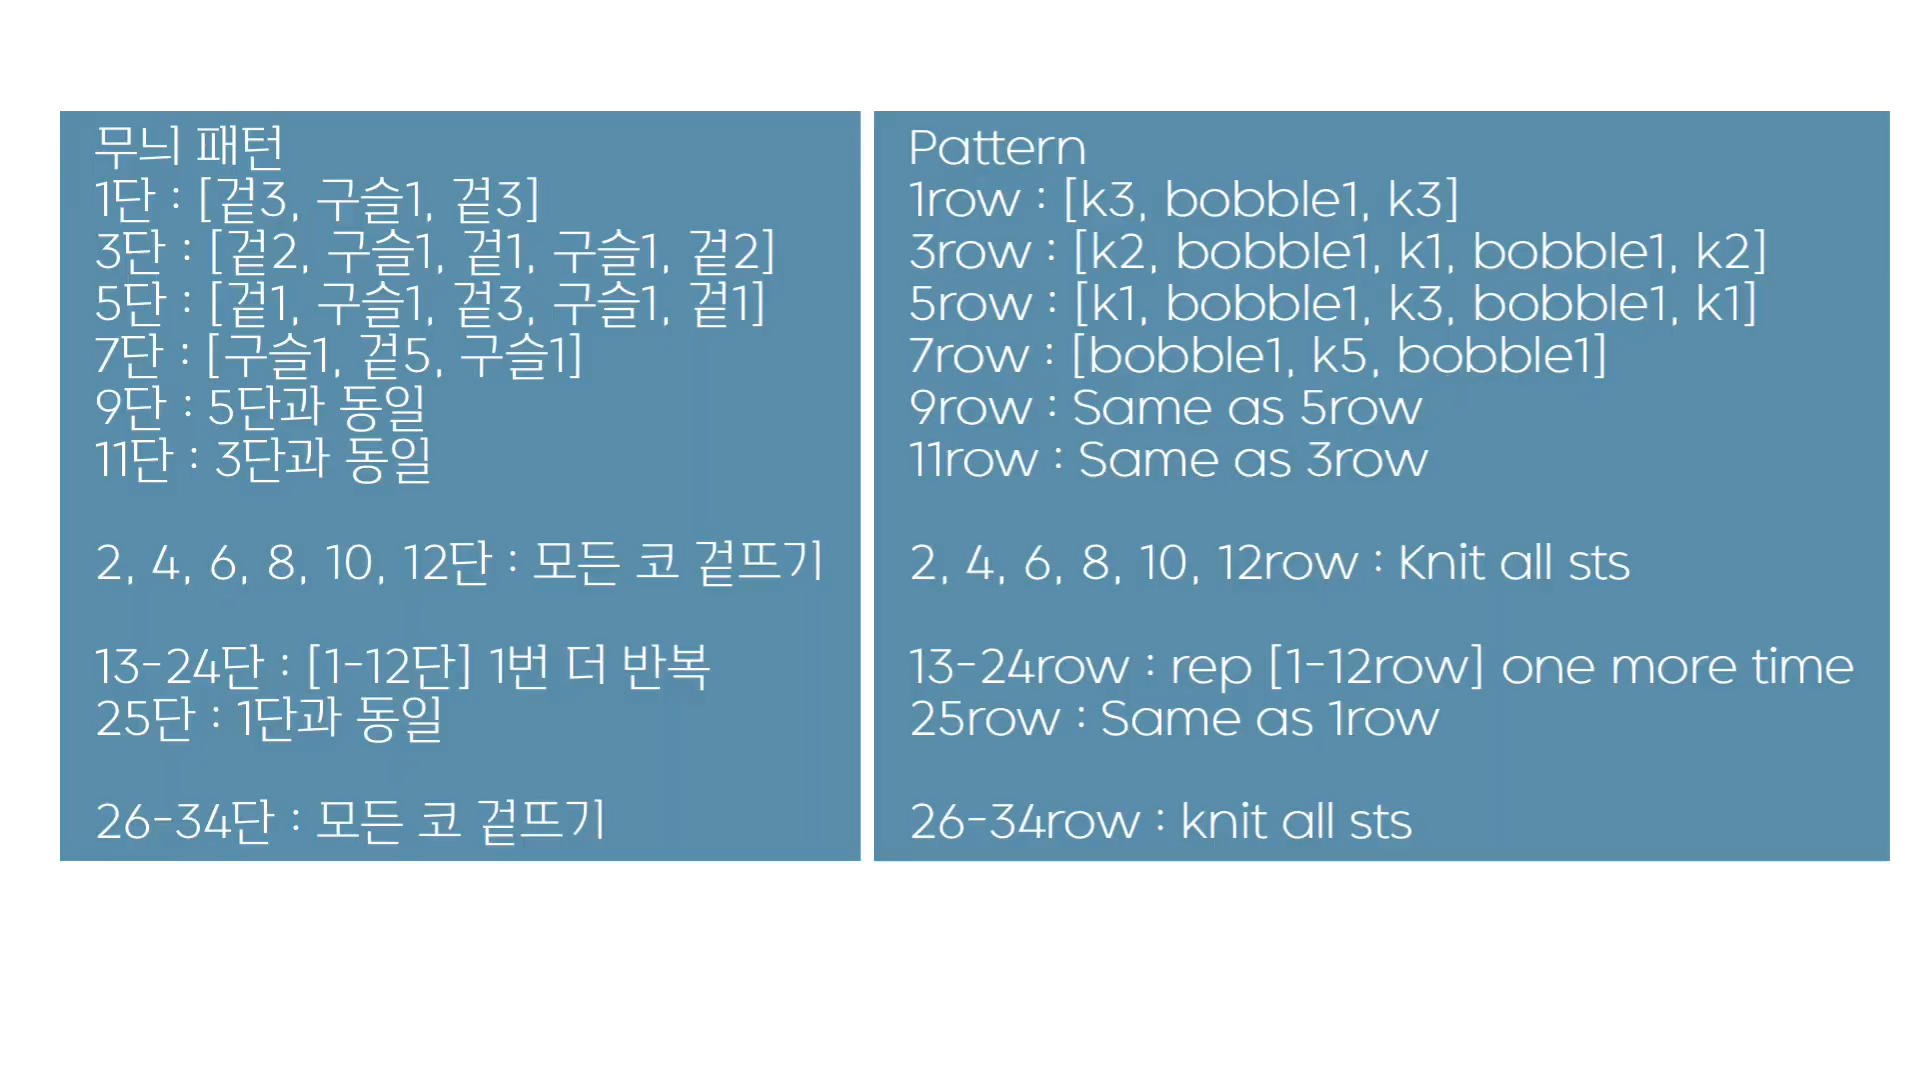 무늬 패턴
1단 : [겉3, 구슬1, 겉3]
3단 : [겉2, 구슬1, 겉1, 구슬1, 겉2]
5단 : [겉1, 구슬1, 겉3, 구슬1, 겉1]
7단 : [구슬1, 겉5, 구슬1]
9단 : 5단과 동일
11단 : 3단과 동일
2, 4, 6, 8, 10, 12단 : 모든 코 겉뜨기
13-24단 : [1-12단] 1번 더 반복
25단 : 1단과 동일
26-34단 : 모든 코 겉뜨기
Pattern
1row : [k3, bobble1, k3]
3row : [k2, bobble1, k1, bobble1, k2]
5row : [k1, bobble1, k3, bobble1, k1]
7row : [bobble1, k5, bobble1]
9row : Same as 5row
11row : Same as 3row
2, 4, 6, 8, 10, 12row : Knit all sts
13-24row : rep [1-12row] one more time
25row : Same as 1row
26-34row : knit all sts